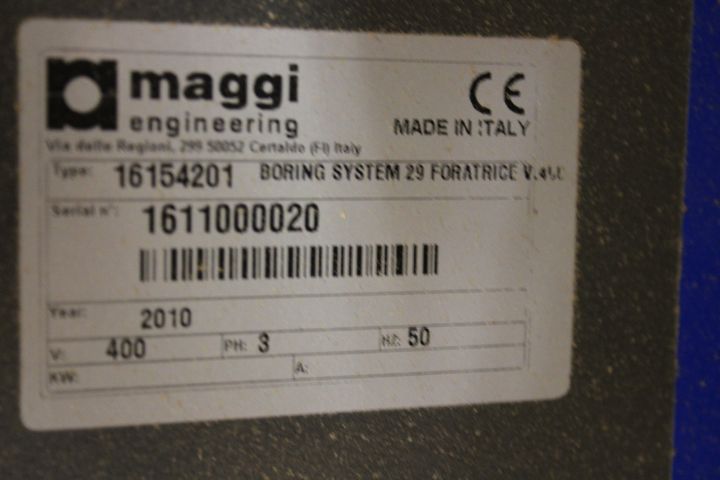 maggi
engineering
CE
MADE IN ITALY
Via delle Regioni, 299 50052 Certaldo (FI) Italy
Type: 16154201 BORING SYSTEM 29 FORATRICE
Serial n°: 1611000020
Year: 2010
V: 400 PH: 3 HZ: 50
KW: A: